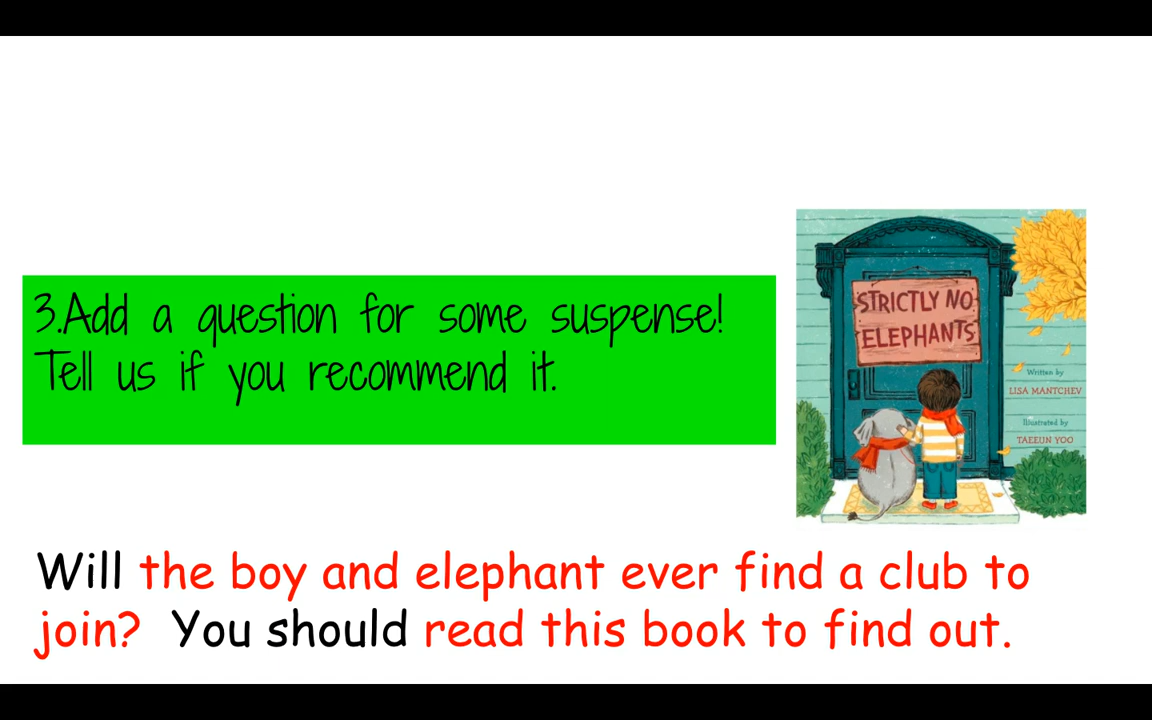 3.Add a question for some suspense!
Tell us if you recommend it.
STRICTLY NO
ELEPHANTS
Written by
LISA MANTCHEV
Illustrated by
TAEEUN YOO
Will the boy and elephant ever find a club to
join? You should read this book to find out.